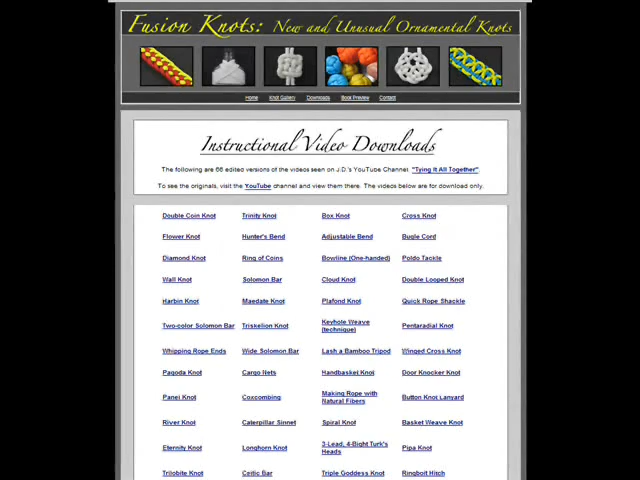 Fusion Knots: New and Unusual Ornamental Knots
Home Knot Gallery Downloads Book Preview Contact
Instructional Video Downloads
The following are 66 edited versions of the videos seen on J.D.'s YouTube Channel, "Tying It All Together".
To see the originals, visit the YouTube channel and view them there. The videos below are for download only.
Double Coin Knot Trinity Knot Box Knot Cross Knot
Flower Knot Hunter's Bend Adjustable Bend Bugle Cord
Diamond Knot Ring of Coins Bowline (One-handed) Poldo Tackle
Wall Knot Solomon Bar Cloud Knot Double Looped Knot
Harbin Knot Maedate Knot Plafond Knot Quick Rope Shackle
Two-color Solomon Bar Triskelion Knot Keyhole Weave (technique) Pentaradial Knot
Whipping Rope Ends Wide Solomon Bar Lash a Bamboo Tripod Winged Cross Knot
Pagoda Knot Cargo Nets Handbasket Knot Door Knocker Knot
Panel Knot Coxcombing Making Rope with Natural Fibers Button Knot Lanyard
River Knot Caterpillar Sinnet Spiral Knot Basket Weave Knot
Eternity Knot Longhorn Knot 3-Lead, 4-Bight Turk's Heads Pipa Knot
Trilobite Knot Celtic Bar Triple Goddess Knot Ringbolt Hitch